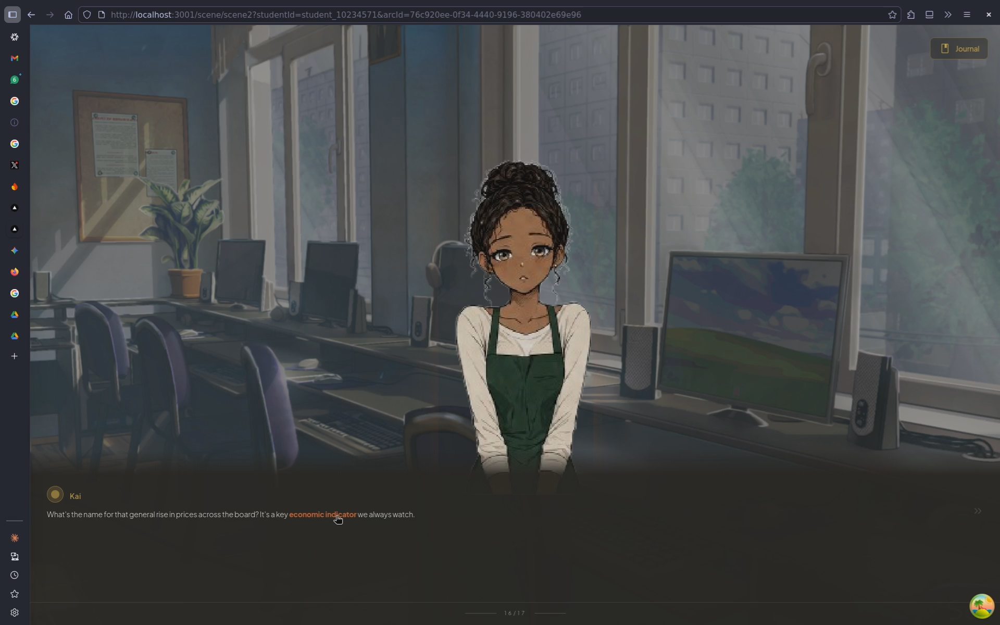 http://localhost:3001/scene/scene2?studentId=student_10234571&arcId=76c920ee-0f34-4440-9196-380402e69e96
Journal
6
Kai
What's the name for that general rise in prices across the board? It's a key economic indicator we always watch.
16/17